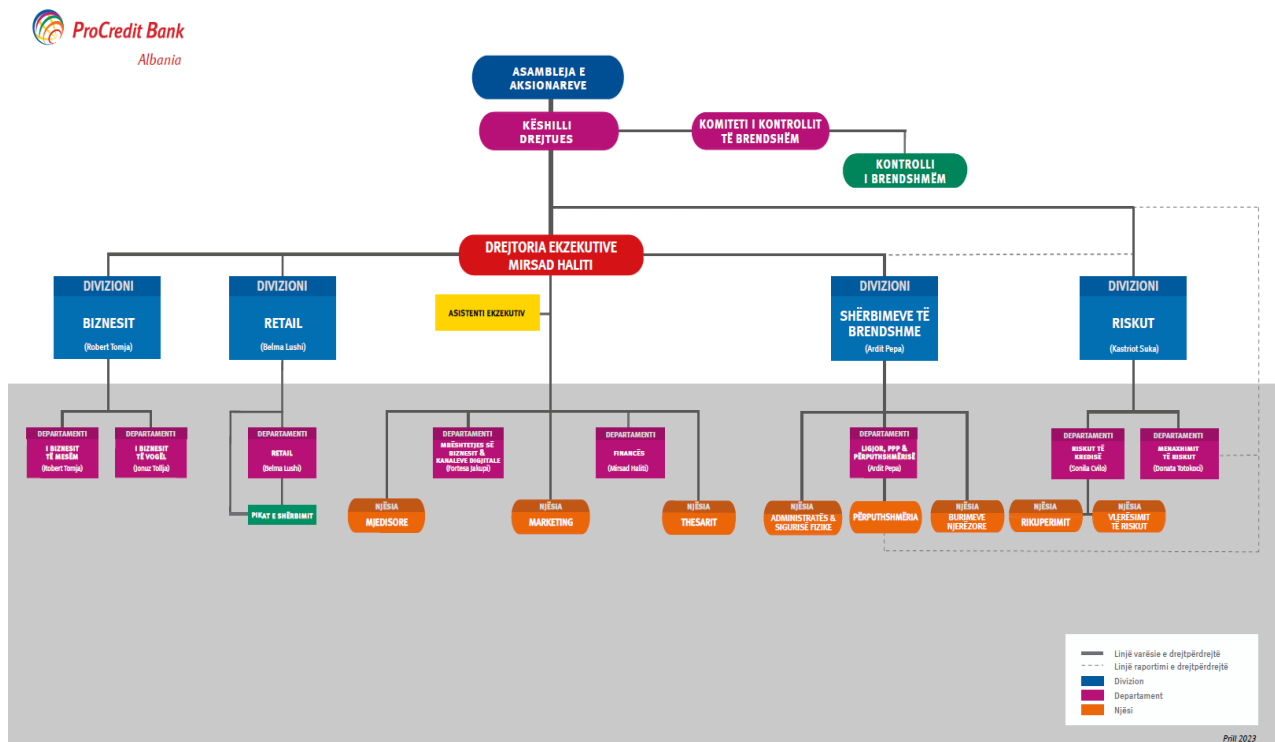 ProCredit Bank
Albania
ASAMBLEJA E
AKSIONAREVE
KËSHILLI
DREJTUES
KOMITETI I KONTROLLIT
TË BRENDSHËM
KONTROLLI
I BRENDSHMËM
DREJTORIA EKZEKUTIVE
MIRSAD HALITI
DIVIZIONI
BIZNESIT
(Robert Tomja)
DIVIZIONI
RETAIL
(Belma Lushi)
ASISTENTI EKZEKUTIV
DIVIZIONI
SHËRBIMEVE TË
BRENDSHME
(Ardit Pepa)
DIVIZIONI
RISKUT
(Kastriot Suka)
DEPARTAMENTI
I BIZNESIT
TË MESËM
(Robert Tomja)
DEPARTAMENTI
I BIZNESIT
TË VOGËL
(Jonuz Tollja)
DEPARTAMENTI
RETAIL
(Belma Lushi)
DEPARTAMENTI
MBËSHTETJES SË
BIZNESIT &
KANALEVE DIGJITALE
(Fortesa Jakupi)
DEPARTAMENTI
FINANCËS
(Mirsad Haliti)
DEPARTAMENTI
LIGJOR, PPP &
PËRPUTHSHMËRISË
(Ardit Pepa)
DEPARTAMENTI
RISKUT TË
KREDISË
(Sonila Cvilo)
DEPARTAMENTI
MENAXHIMIT
TË RISKUT
(Donata Totokoci)
PIKAT E SHËRBIMIT
NJËSIA
MJEDISORE
NJËSIA
MARKETING
NJËSIA
THESARIT
NJËSIA
ADMINISTRATËS &
SIGURISË FIZIKE
PËRPUTHSHMËRIA
NJËSIA
BURIMEVE
NJERËZORE
NJËSIA
RIKUPERIMIT
NJËSIA
VLERËSIMIT
TË RISKUT
Linjë varësie e drejtpërdrejtë
Linjë raportimi e drejtpërdrejtë
Divizion
Departament
Njësi
Prill 2023